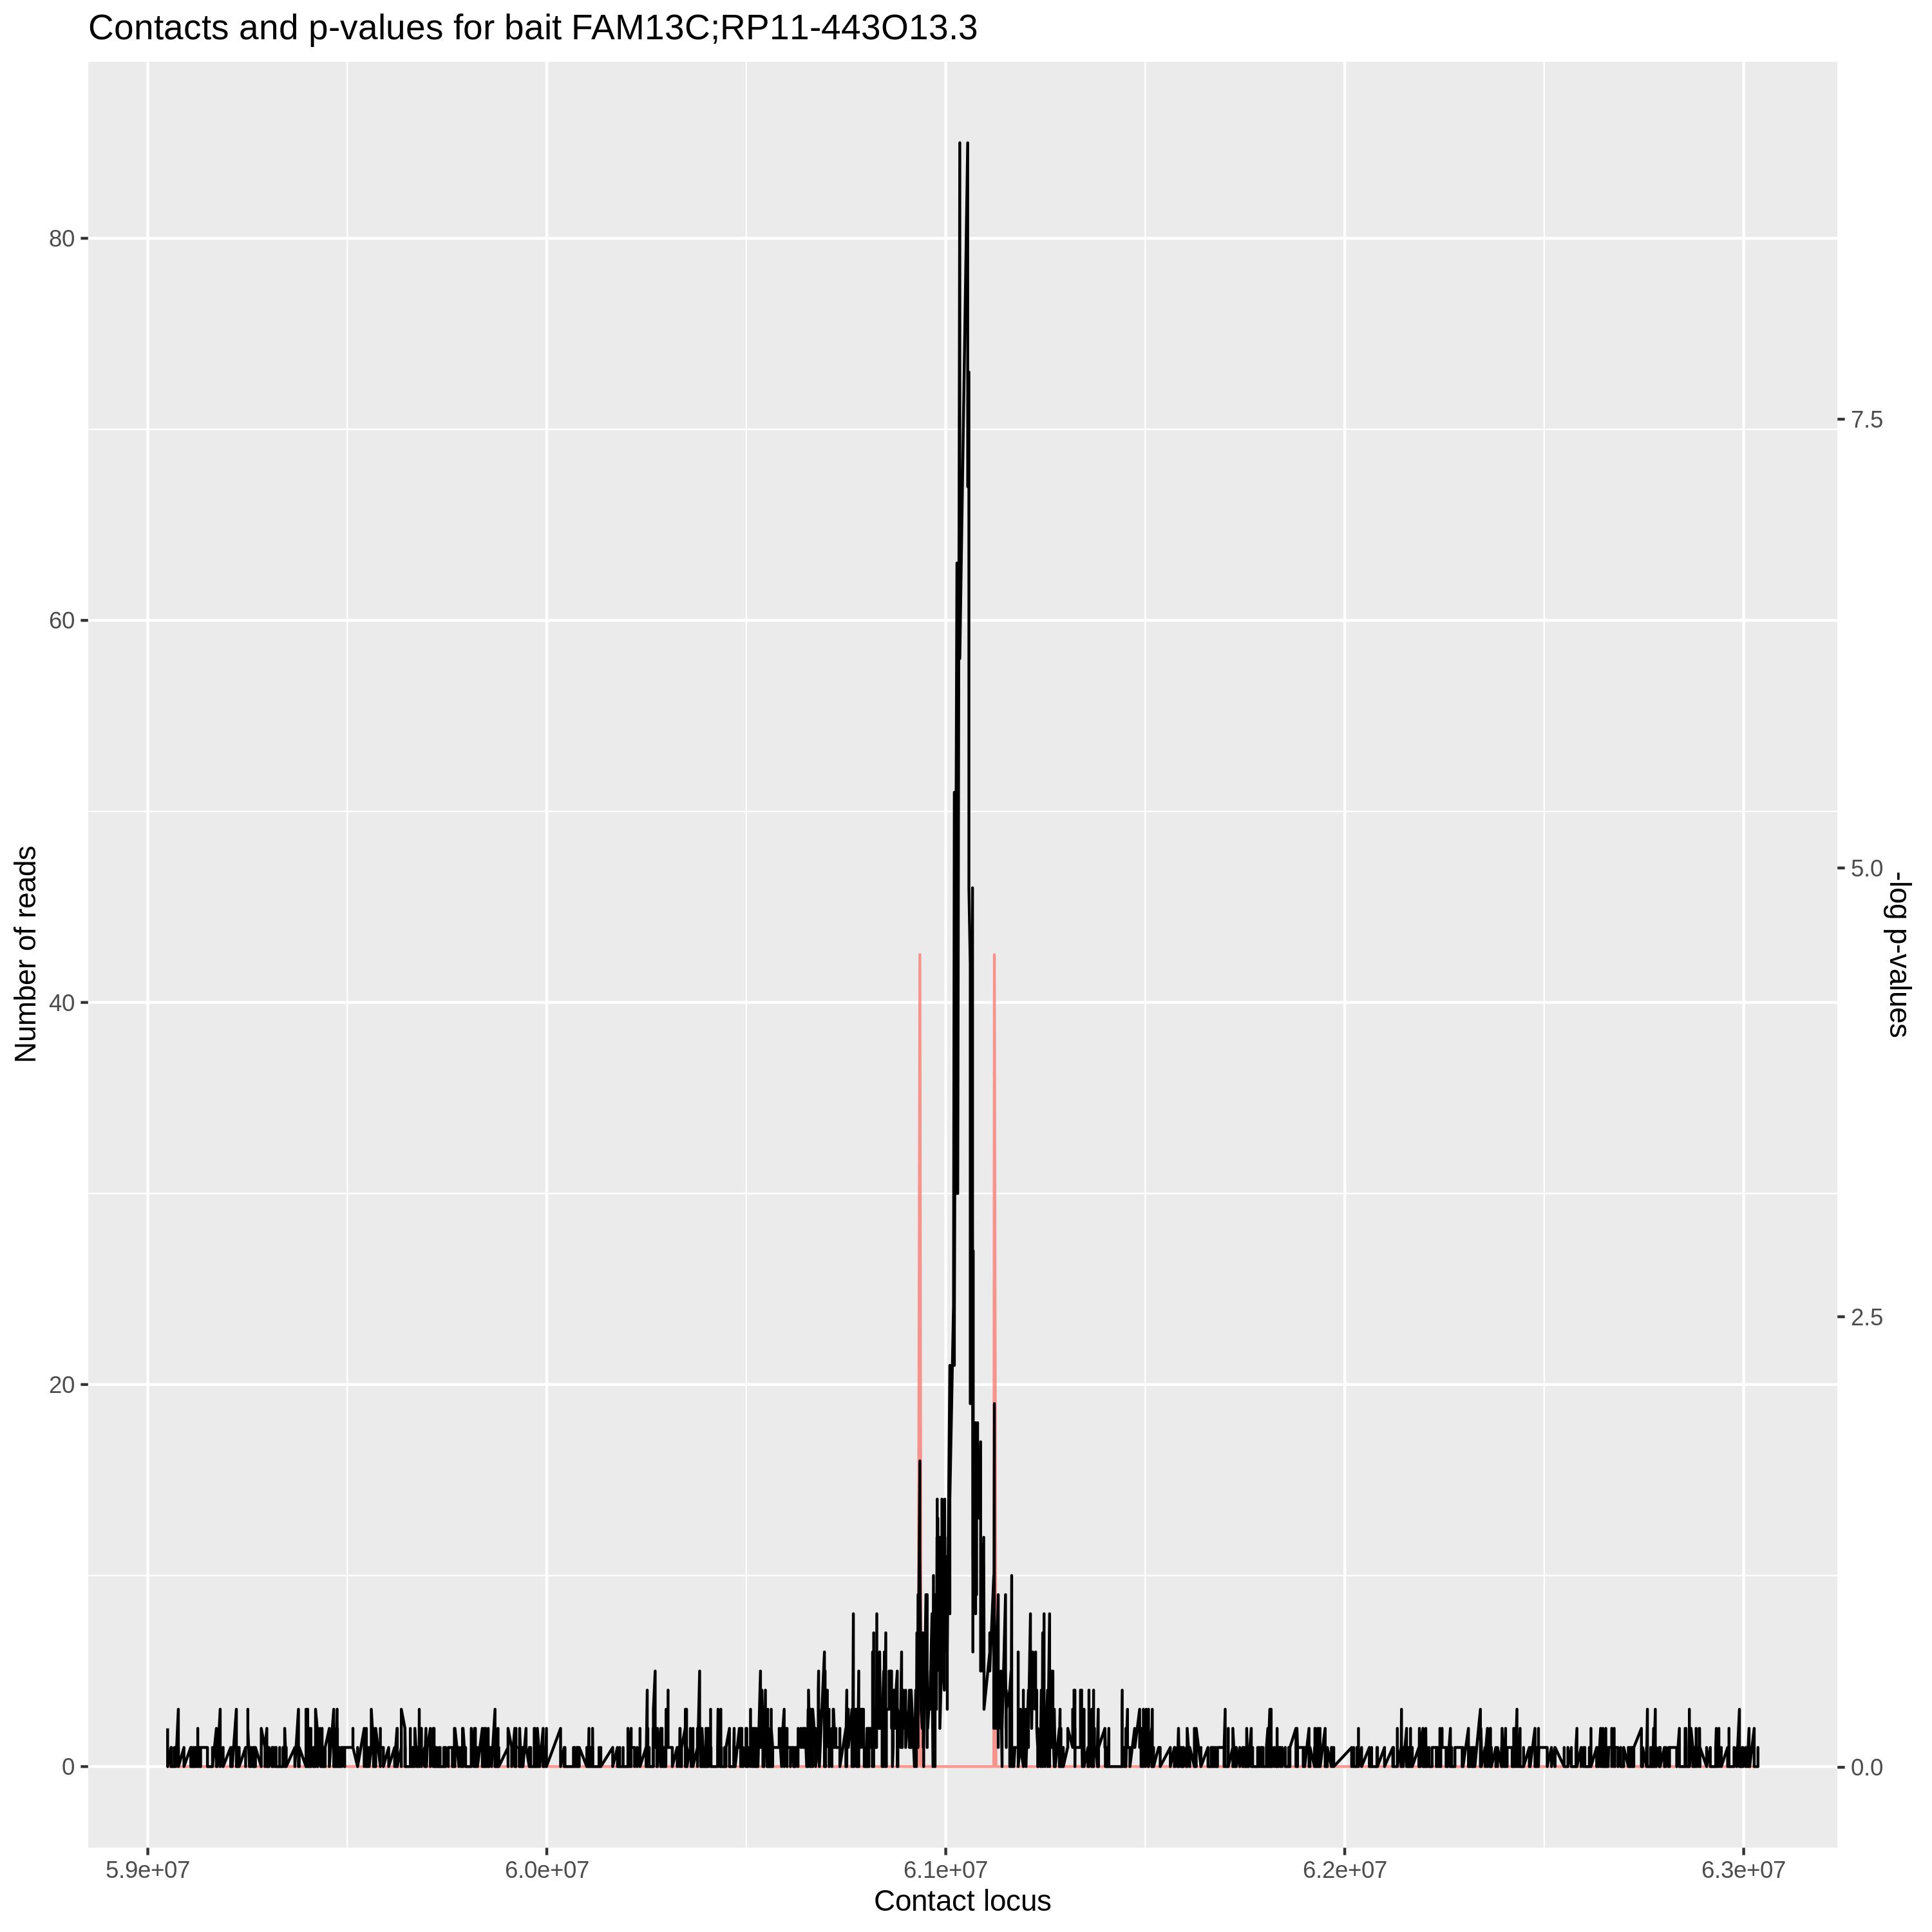 Contacts and p-values for bait FAM13C;RP11-443O13.3
Number of reads
80
60
40
20
0
7.5
5.0
2.5
0.0
-log p-values
5.9e+07
6.0e+07
6.1e+07
6.2e+07
6.3e+07
Contact locus